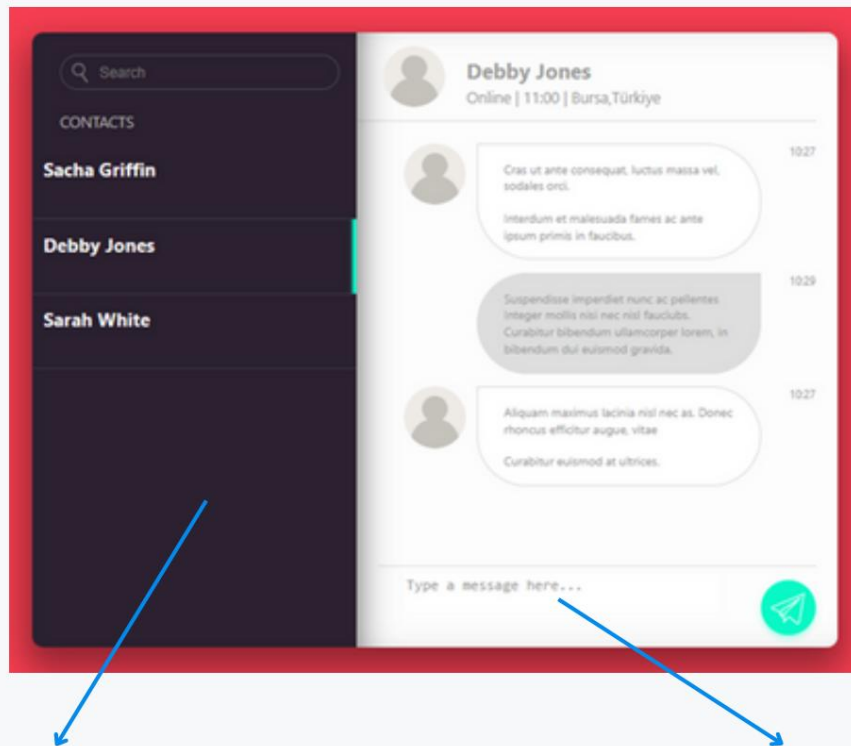 Search
CONTACTS
Sacha Griffin
Debby Jones
Sarah White
Debby Jones
Online | 11:00 | Bursa,Türkiye
10:27
Cras ut ante consequat, luctus massa vel,
sodales orci.
Interdum et malesuada fames ac ante
ipsum primis in faucibus.
10:29
Suspendisse imperdiet nunc ac pellentes
Integer mollis nisi nec nisl fauciubs.
Curabitur bibendum ullamcorper lorem, in
bibendum dui euismod gravida.
10:27
Aliquam maximus lacinia nisl nec as. Donec
rhoncus efficitur augue, vitae
Curabitur euismod at ultrices.
Type a message here...